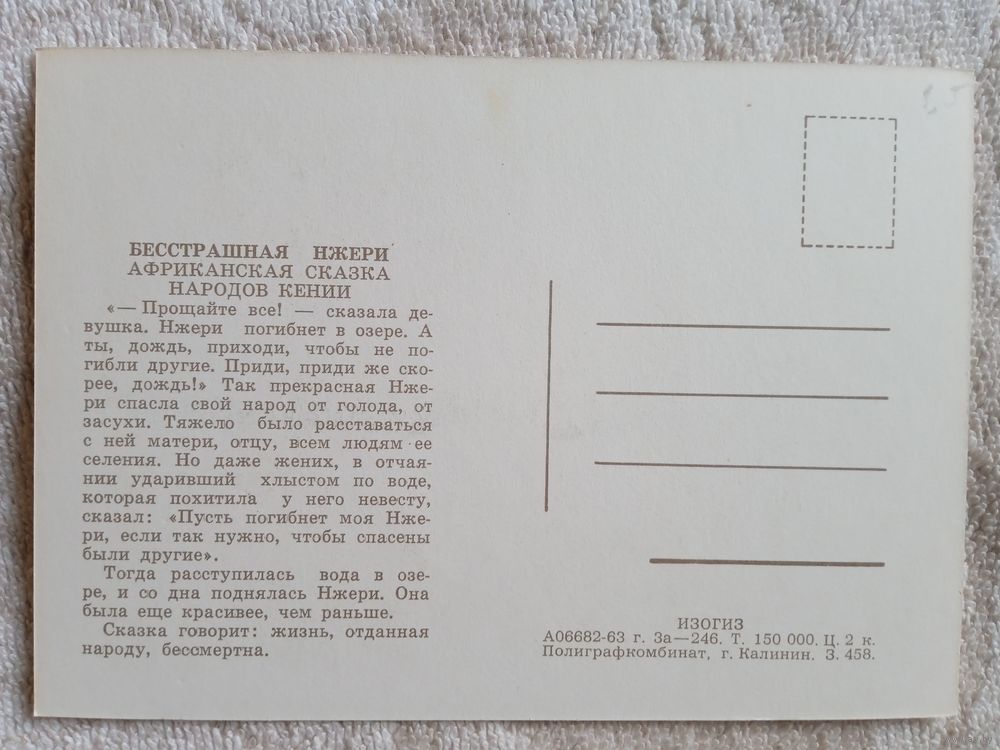 БЕССТРАШНАЯ НЖЕРИ
АФРИКАНСКАЯ СКАЗКА
НАРОДОВ КЕНИИ
«— Прощайте все! — сказала де-
вушка. Нжери погибнет в озере. А
ты, дождь, приходи, чтобы не по-
гибли другие. Приди, приди же ско-
рее, дождь!» Так прекрасная Нже-
ри спасла свой народ от голода, от
засухи. Тяжело было расставаться
с ней матери, отцу, всем людям ее
селения. Но даже жених, в отчая-
нии ударивший хлыстом по воде,
которая похитила у него невесту,
сказал: «Пусть погибнет моя Нже-
ри, если так нужно, чтобы спасены
были другие».
Тогда расступилась вода в озе-
ре, и со дна поднялась Нжери. Она
была еще красивее, чем раньше.
Сказка говорит: жизнь, отданная
народу, бессмертна.
ИЗОГИЗ
А06682-63 г. За—246. Т. 150 000. Ц. 2 к.
Полиграфкомбинат, г. Калинин. З. 458.